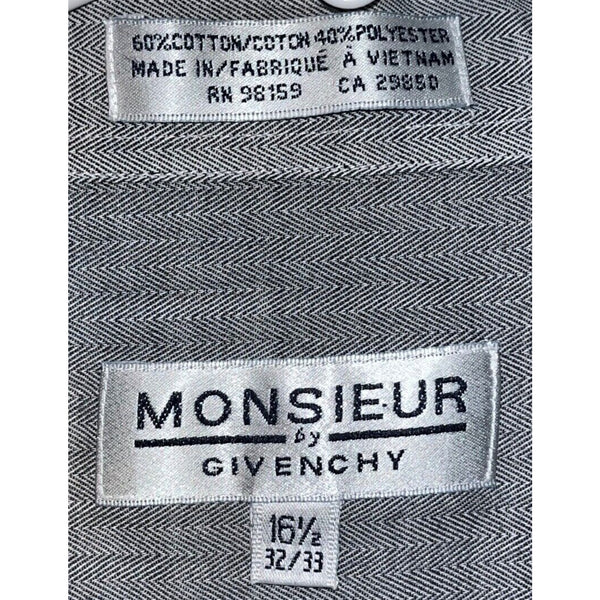 60%COTTON/COTON 40%POLYESTER
MADE IN/FABRIQUÉ À VIETNAM
RN 98159 CA 29850
MONSIEUR
by
GIVENCHY
16½
32/33